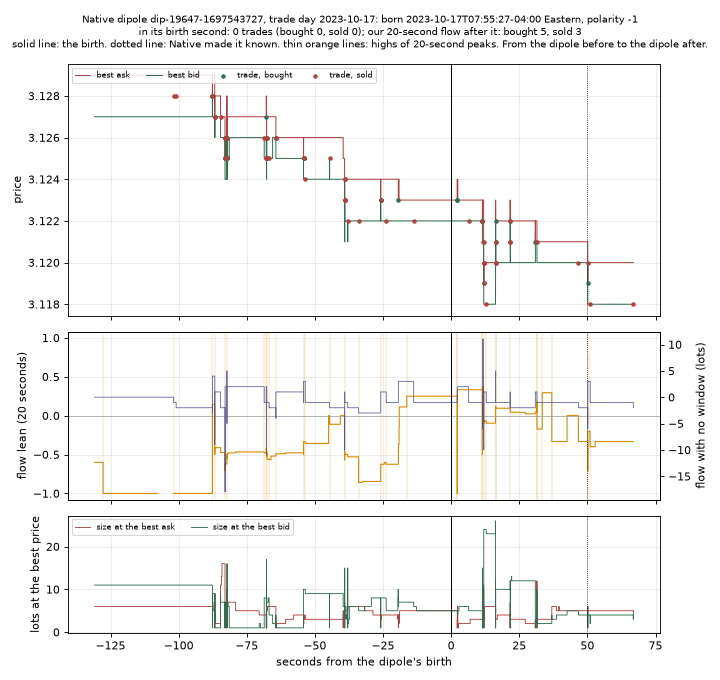 Native dipole dip-19647-1697543727, trade day 2023-10-17: born 2023-10-17T07:55:27-04:00 Eastern, polarity -1
in its birth second: 0 trades (bought 0, sold 0); our 20-second flow after it: bought 5, sold 3
solid line: the birth. dotted line: Native made it known. thin orange lines: highs of 20-second peaks. From the dipole before to the dipole after.
best ask
best bid
trade, bought
trade, sold
3.128
3.126
3.124
3.122
3.120
3.118
price
1.0
0.5
0.0
−0.5
−1.0
flow lean (20 seconds)
10
5
0
−5
−10
−15
flow with no window (lots)
size at the best ask
size at the best bid
20
10
0
lots at the best price
−125
−100
−75
−50
−25
0
25
50
75
seconds from the dipole's birth